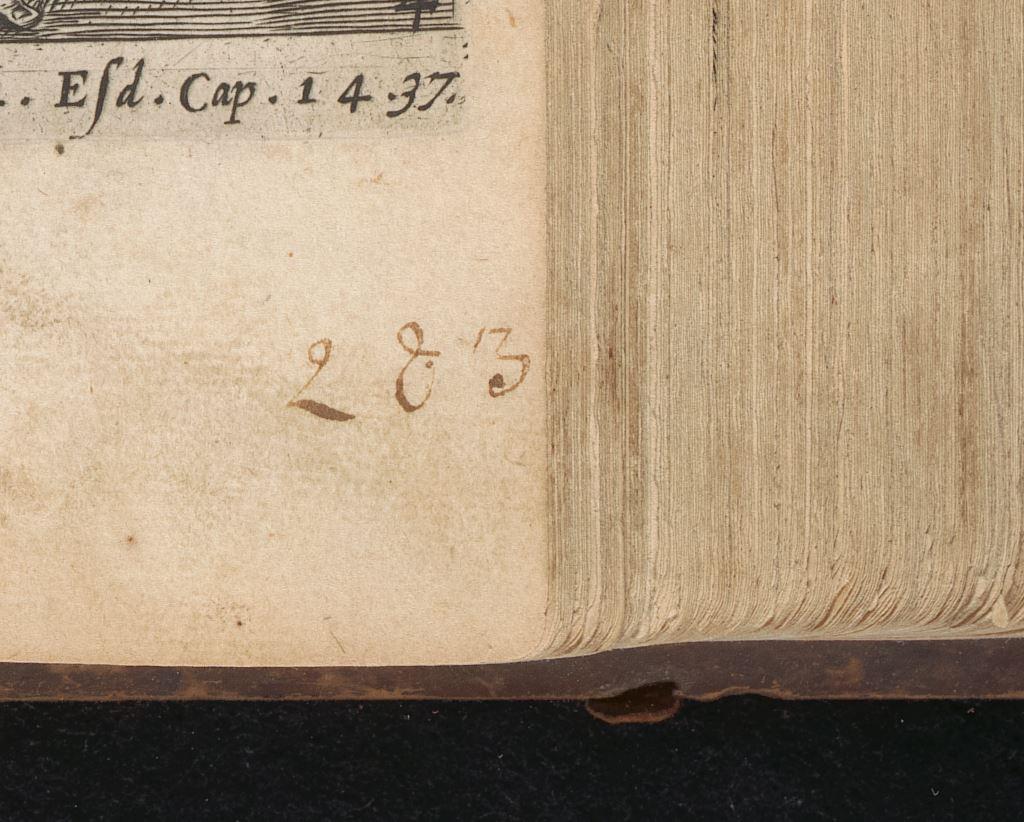 . . Eſd . Cap . 1 4 .37.
2 8 3